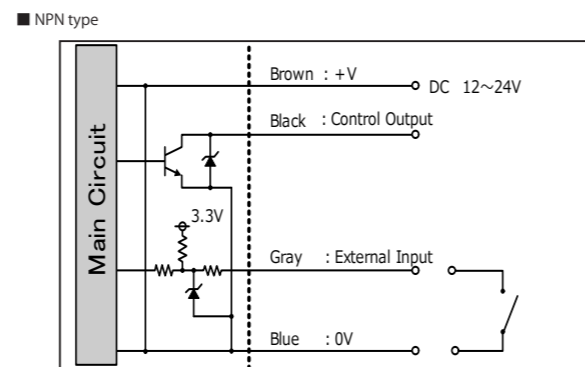 ■ NPN type
Main Circuit
Brown : +V
DC 12～24V
Black : Control Output
3.3V
Gray : External Input
Blue : 0V